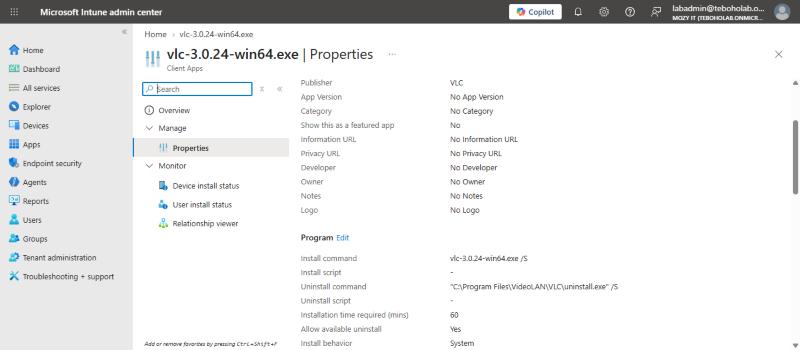 Microsoft Intune admin center
Copilot
labadmin@teboholab.o...
MOZY IT (TEBOHOLAB.ONMICR...
Home
Dashboard
All services
Explorer
Devices
Apps
Endpoint security
Agents
Reports
Users
Groups
Tenant administration
Troubleshooting + support
Home > vlc-3.0.24-win64.exe
vlc-3.0.24-win64.exe | Properties ...
Client Apps
Search
Overview
Manage
Properties
Monitor
Device install status
User install status
Relationship viewer
Add or remove favorites by pressing Ctrl+Shift+F
Publisher VLC
App Version No App Version
Category No Category
Show this as a featured app No
Information URL No Information URL
Privacy URL No Privacy URL
Developer No Developer
Owner No Owner
Notes No Notes
Logo No Logo
Program Edit
Install command vlc-3.0.24-win64.exe /S
Install script -
Uninstall command "C:\Program Files\VideoLAN\VLC\uninstall.exe" /S
Uninstall script -
Installation time required (mins) 60
Allow available uninstall Yes
Install behavior System